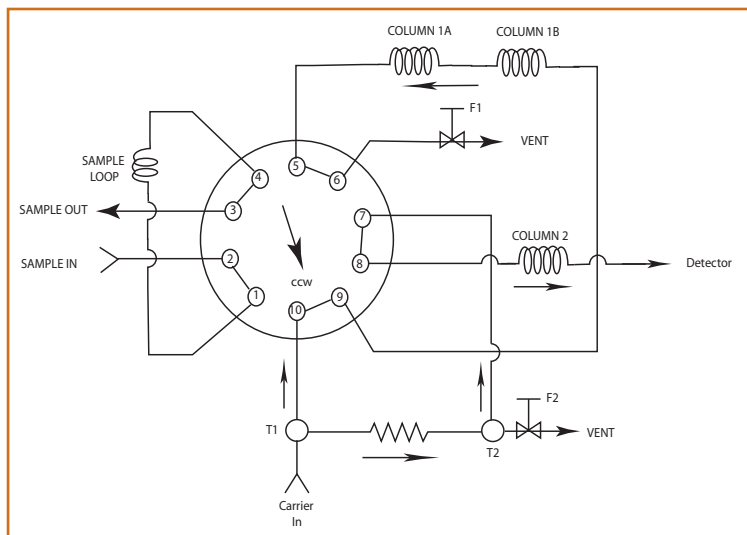 COLUMN 1A
COLUMN 1B
F1
VENT
SAMPLE
LOOP
5
6
4
SAMPLE OUT
3
7
COLUMN 2
SAMPLE IN
2
8
Detector
ccw
1
10
9
F2
T1
T2
VENT
Carrier
In